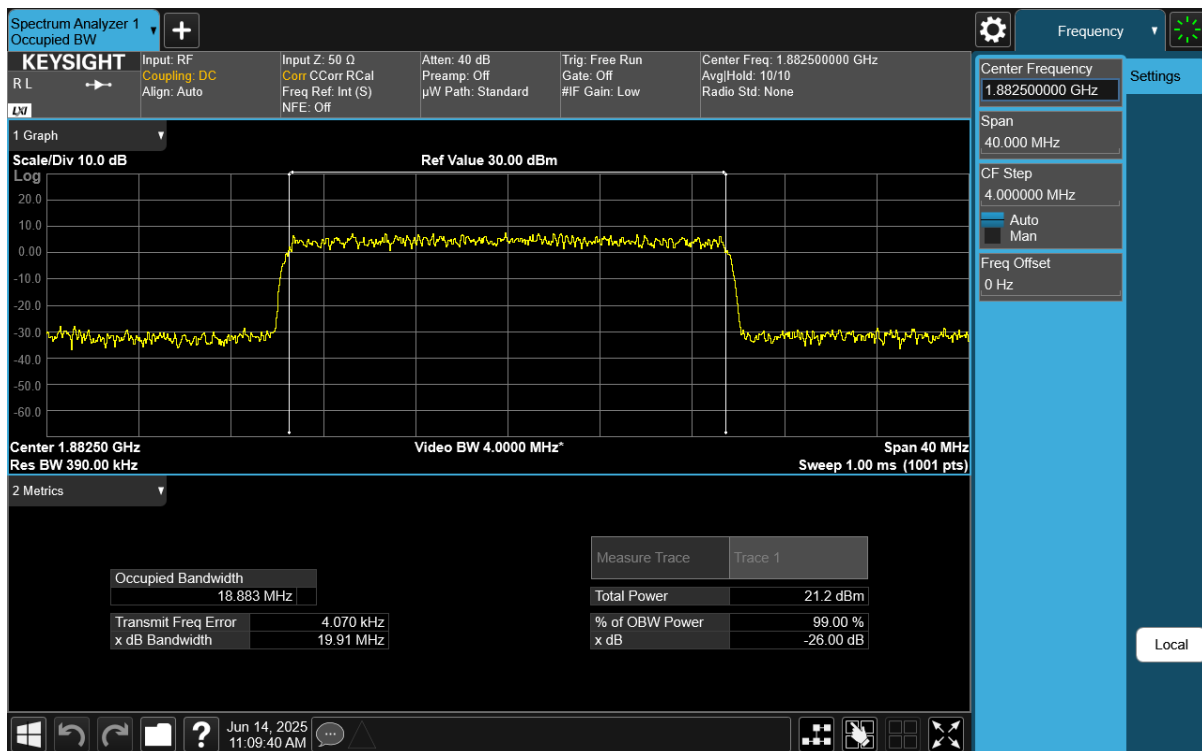 Spectrum Analyzer 1
Occupied BW
Frequency
KEYSIGHT
R L
LXI
Input: RF
Coupling: DC
Align: Auto
Input Z: 50 Ω
Corr CCorr RCal
Freq Ref: Int (S)
NFE: Off
Atten: 40 dB
Preamp: Off
µW Path: Standard
Trig: Free Run
Gate: Off
#IF Gain: Low
Center Freq: 1.882500000 GHz
Avg|Hold: 10/10
Radio Std: None
Center Frequency
1.882500000 GHz
Settings
Span
40.000 MHz
CF Step
4.000000 MHz
Auto
Man
Freq Offset
0 Hz
1 Graph
Scale/Div 10.0 dB
Ref Value 30.00 dBm
Log
20.0
10.0
0.00
-10.0
-20.0
-30.0
-40.0
-50.0
-60.0
Center 1.88250 GHz
Video BW 4.0000 MHz*
Span 40 MHz
Res BW 390.00 kHz
Sweep 1.00 ms (1001 pts)
2 Metrics
Measure Trace
Trace 1
Occupied Bandwidth
18.883 MHz
Total Power
21.2 dBm
Transmit Freq Error
4.070 kHz
% of OBW Power
99.00 %
x dB Bandwidth
19.91 MHz
x dB
-26.00 dB
Local
?
Jun 14, 2025
11:09:40 AM